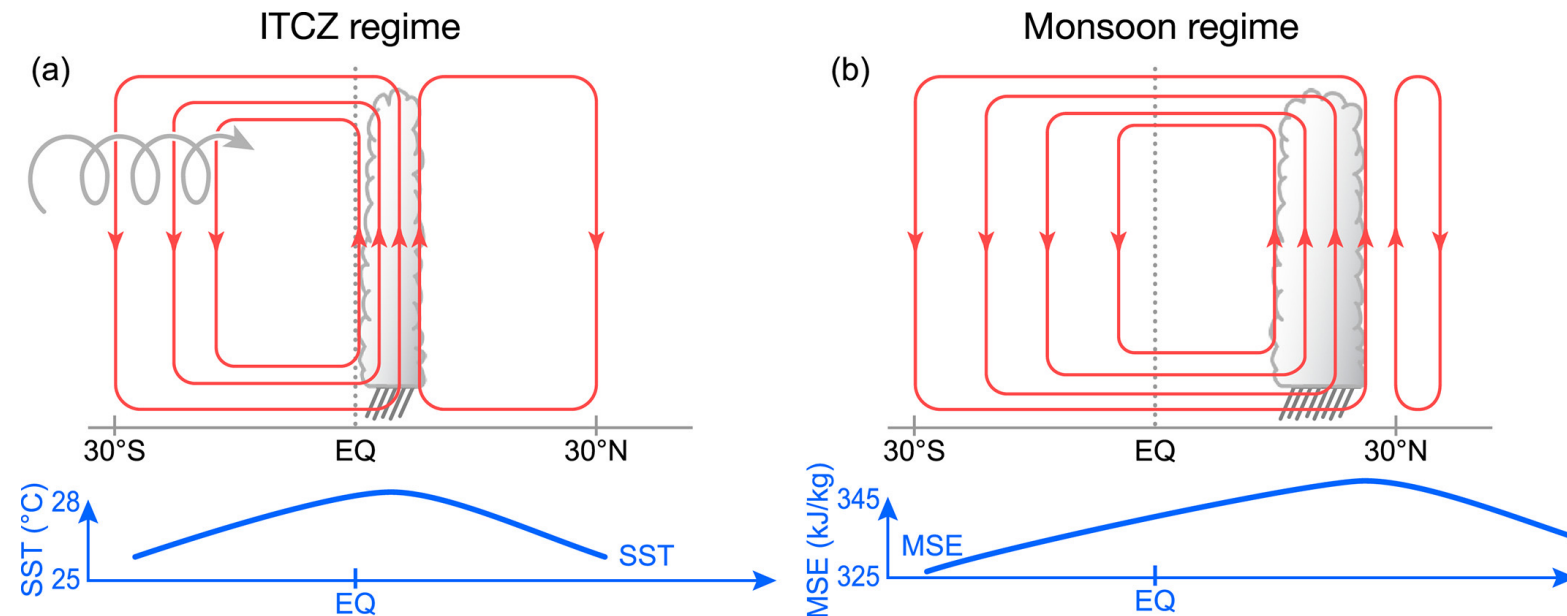 ITCZ regime
Monsoon regime
(a)
(b)
30°S
EQ
30°N
30°S
EQ
30°N
SST (°C)
28
25
SST
EQ
MSE (kJ/kg)
345
325
MSE
EQ